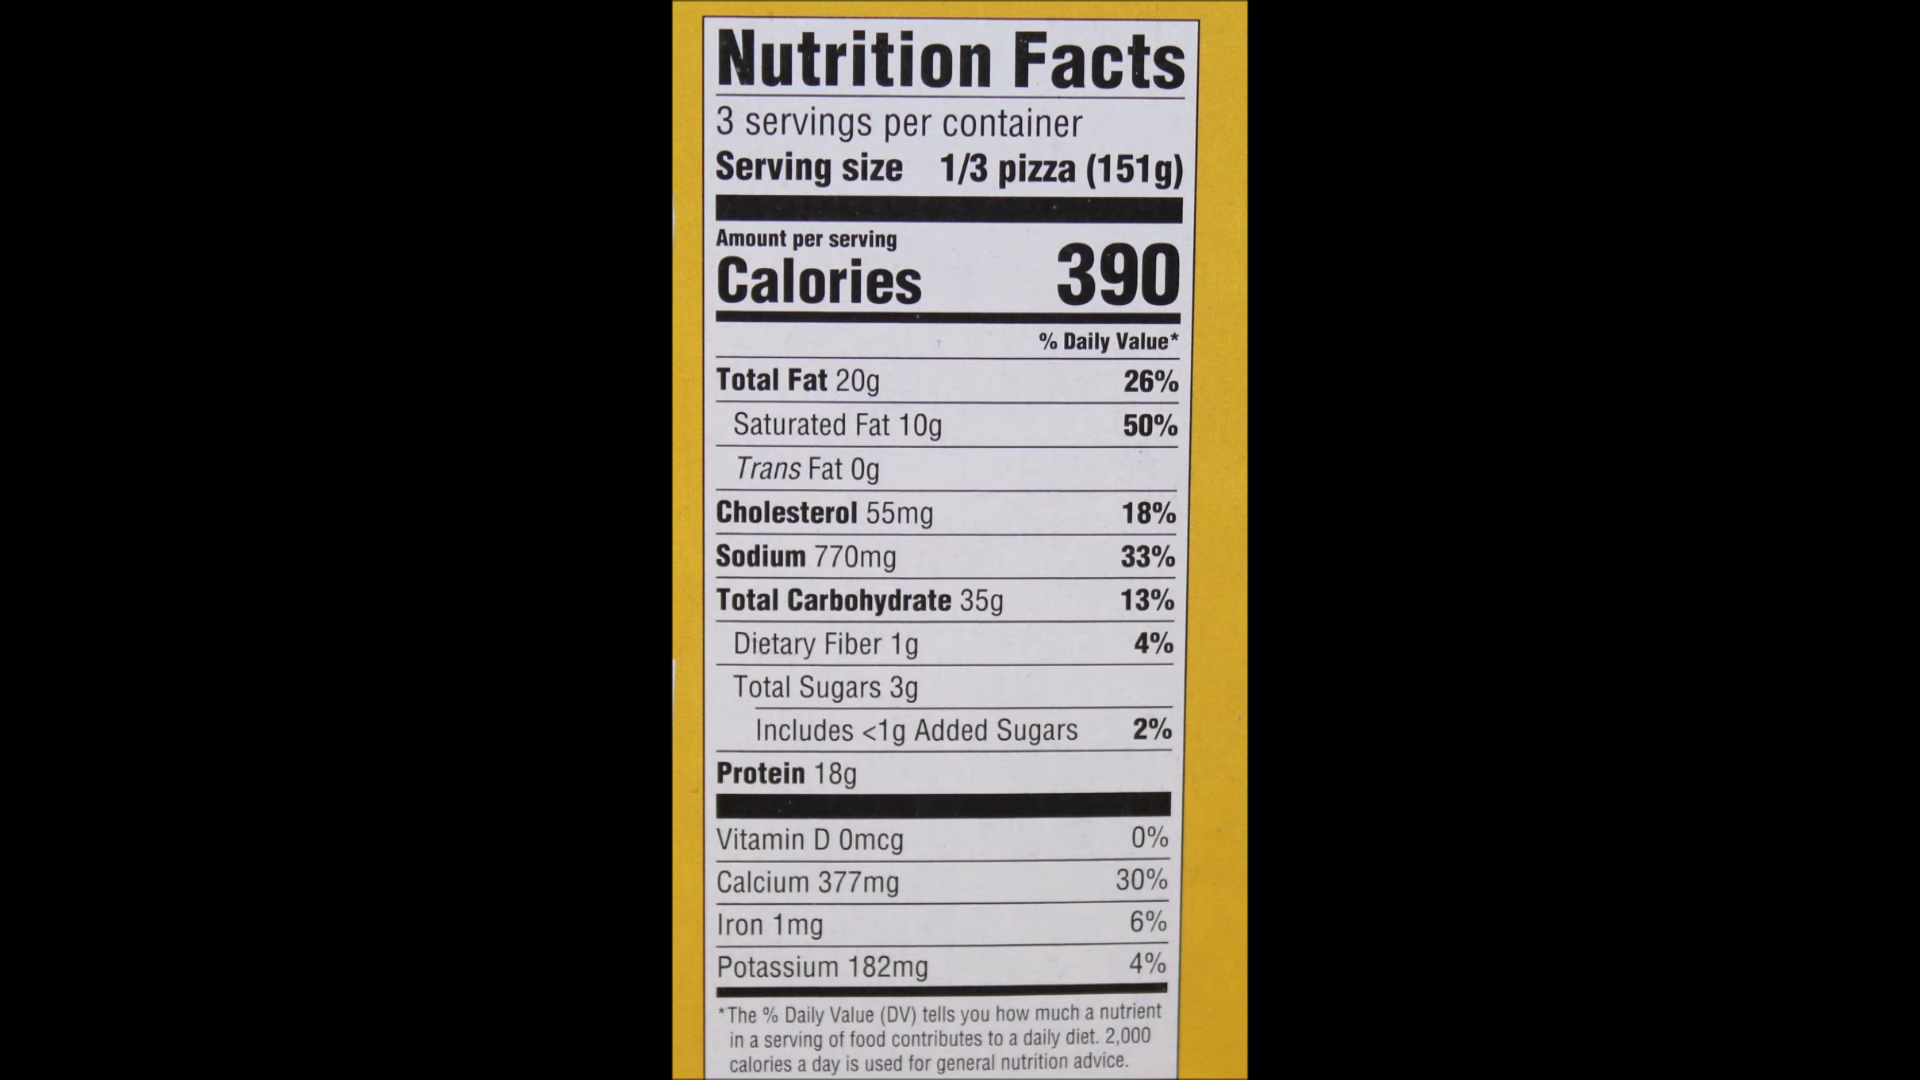 Nutrition Facts
3 servings per container
Serving size 1/3 pizza (151g)
Amount per serving
Calories 390
% Daily Value*
Total Fat 20g 26%
Saturated Fat 10g 50%
Trans Fat 0g
Cholesterol 55mg 18%
Sodium 770mg 33%
Total Carbohydrate 35g 13%
Dietary Fiber 1g 4%
Total Sugars 3g
Includes <1g Added Sugars 2%
Protein 18g
Vitamin D 0mcg 0%
Calcium 377mg 30%
Iron 1mg 6%
Potassium 182mg 4%
*The % Daily Value (DV) tells you how much a nutrient
in a serving of food contributes to a daily diet. 2,000
calories a day is used for general nutrition advice.